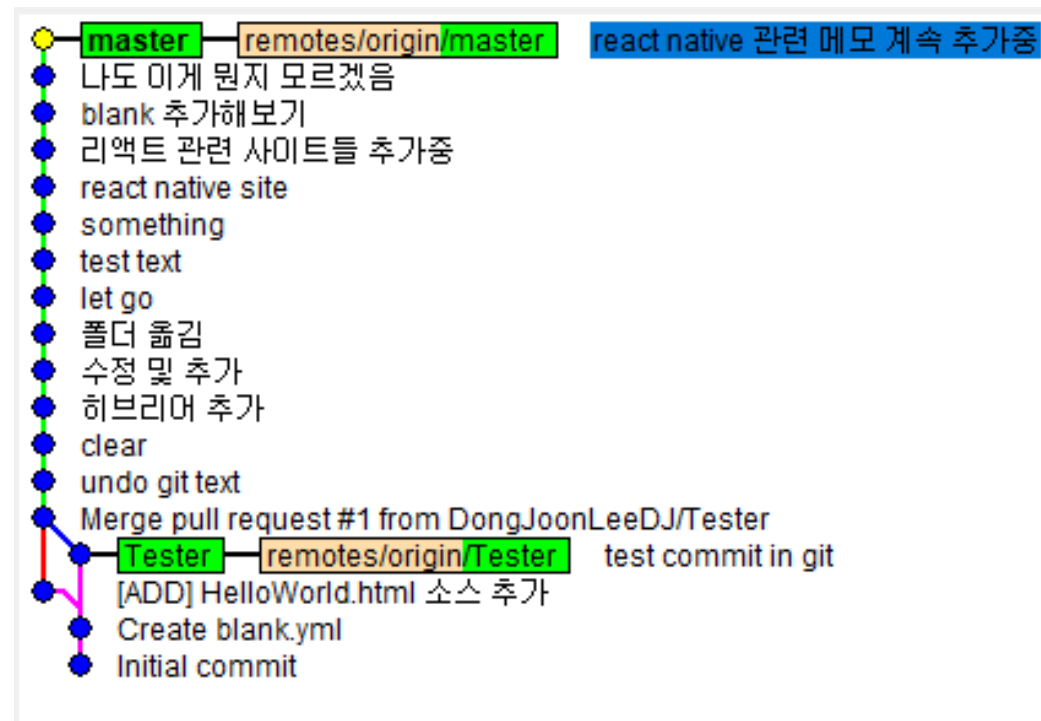 master remotes/origin/master react native 관련 메모 계속 추가중
나도 이게 뭔지 모르겠음
blank 추가해보기
리액트 관련 사이트들 추가중
react native site
something
test text
let go
폴더 옮김
수정 및 추가
히브리어 추가
clear
undo git text
Merge pull request #1 from DongJoonLeeDJ/Tester
Tester remotes/origin/Tester test commit in git
[ADD] HelloWorld.html 소스 추가
Create blank.yml
Initial commit